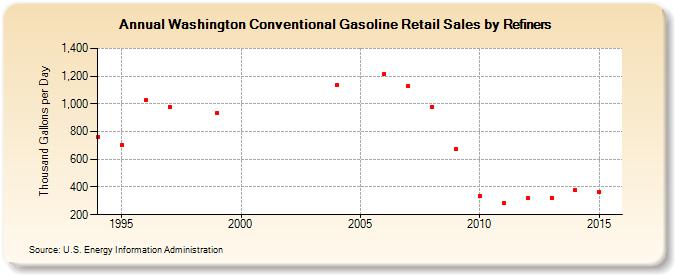 Annual Washington Conventional Gasoline Retail Sales by Refiners
Thousand Gallons per Day
1,400
1,200
1,000
800
600
400
200
1995 2000 2005 2010 2015
Source: U.S. Energy Information Administration